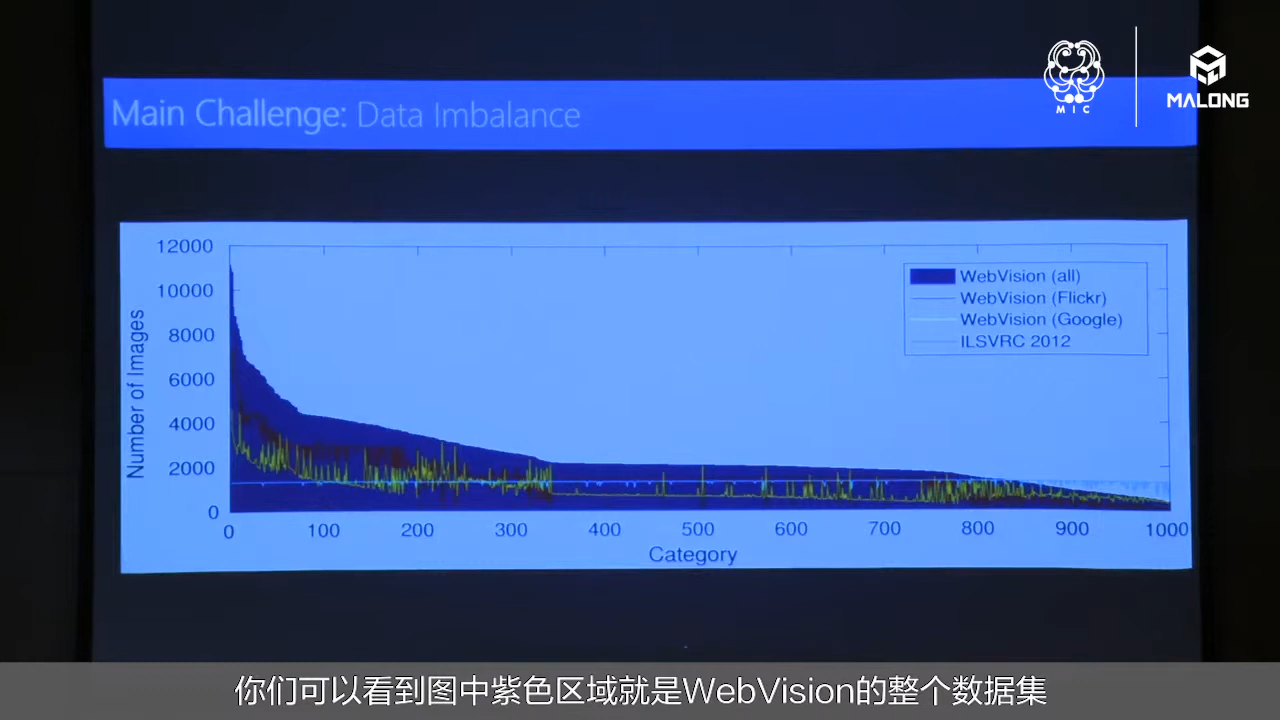 MIC
MALONG
Main Challenge: Data Imbalance
12000
10000
8000
6000
4000
2000
0
Number of Images
WebVision (all)
WebVision (Flickr)
WebVision (Google)
ILSVRC 2012
0 100 200 300 400 500 600 700 800 900 1000
Category
你们可以看到图中紫色区域就是WebVision的整个数据集